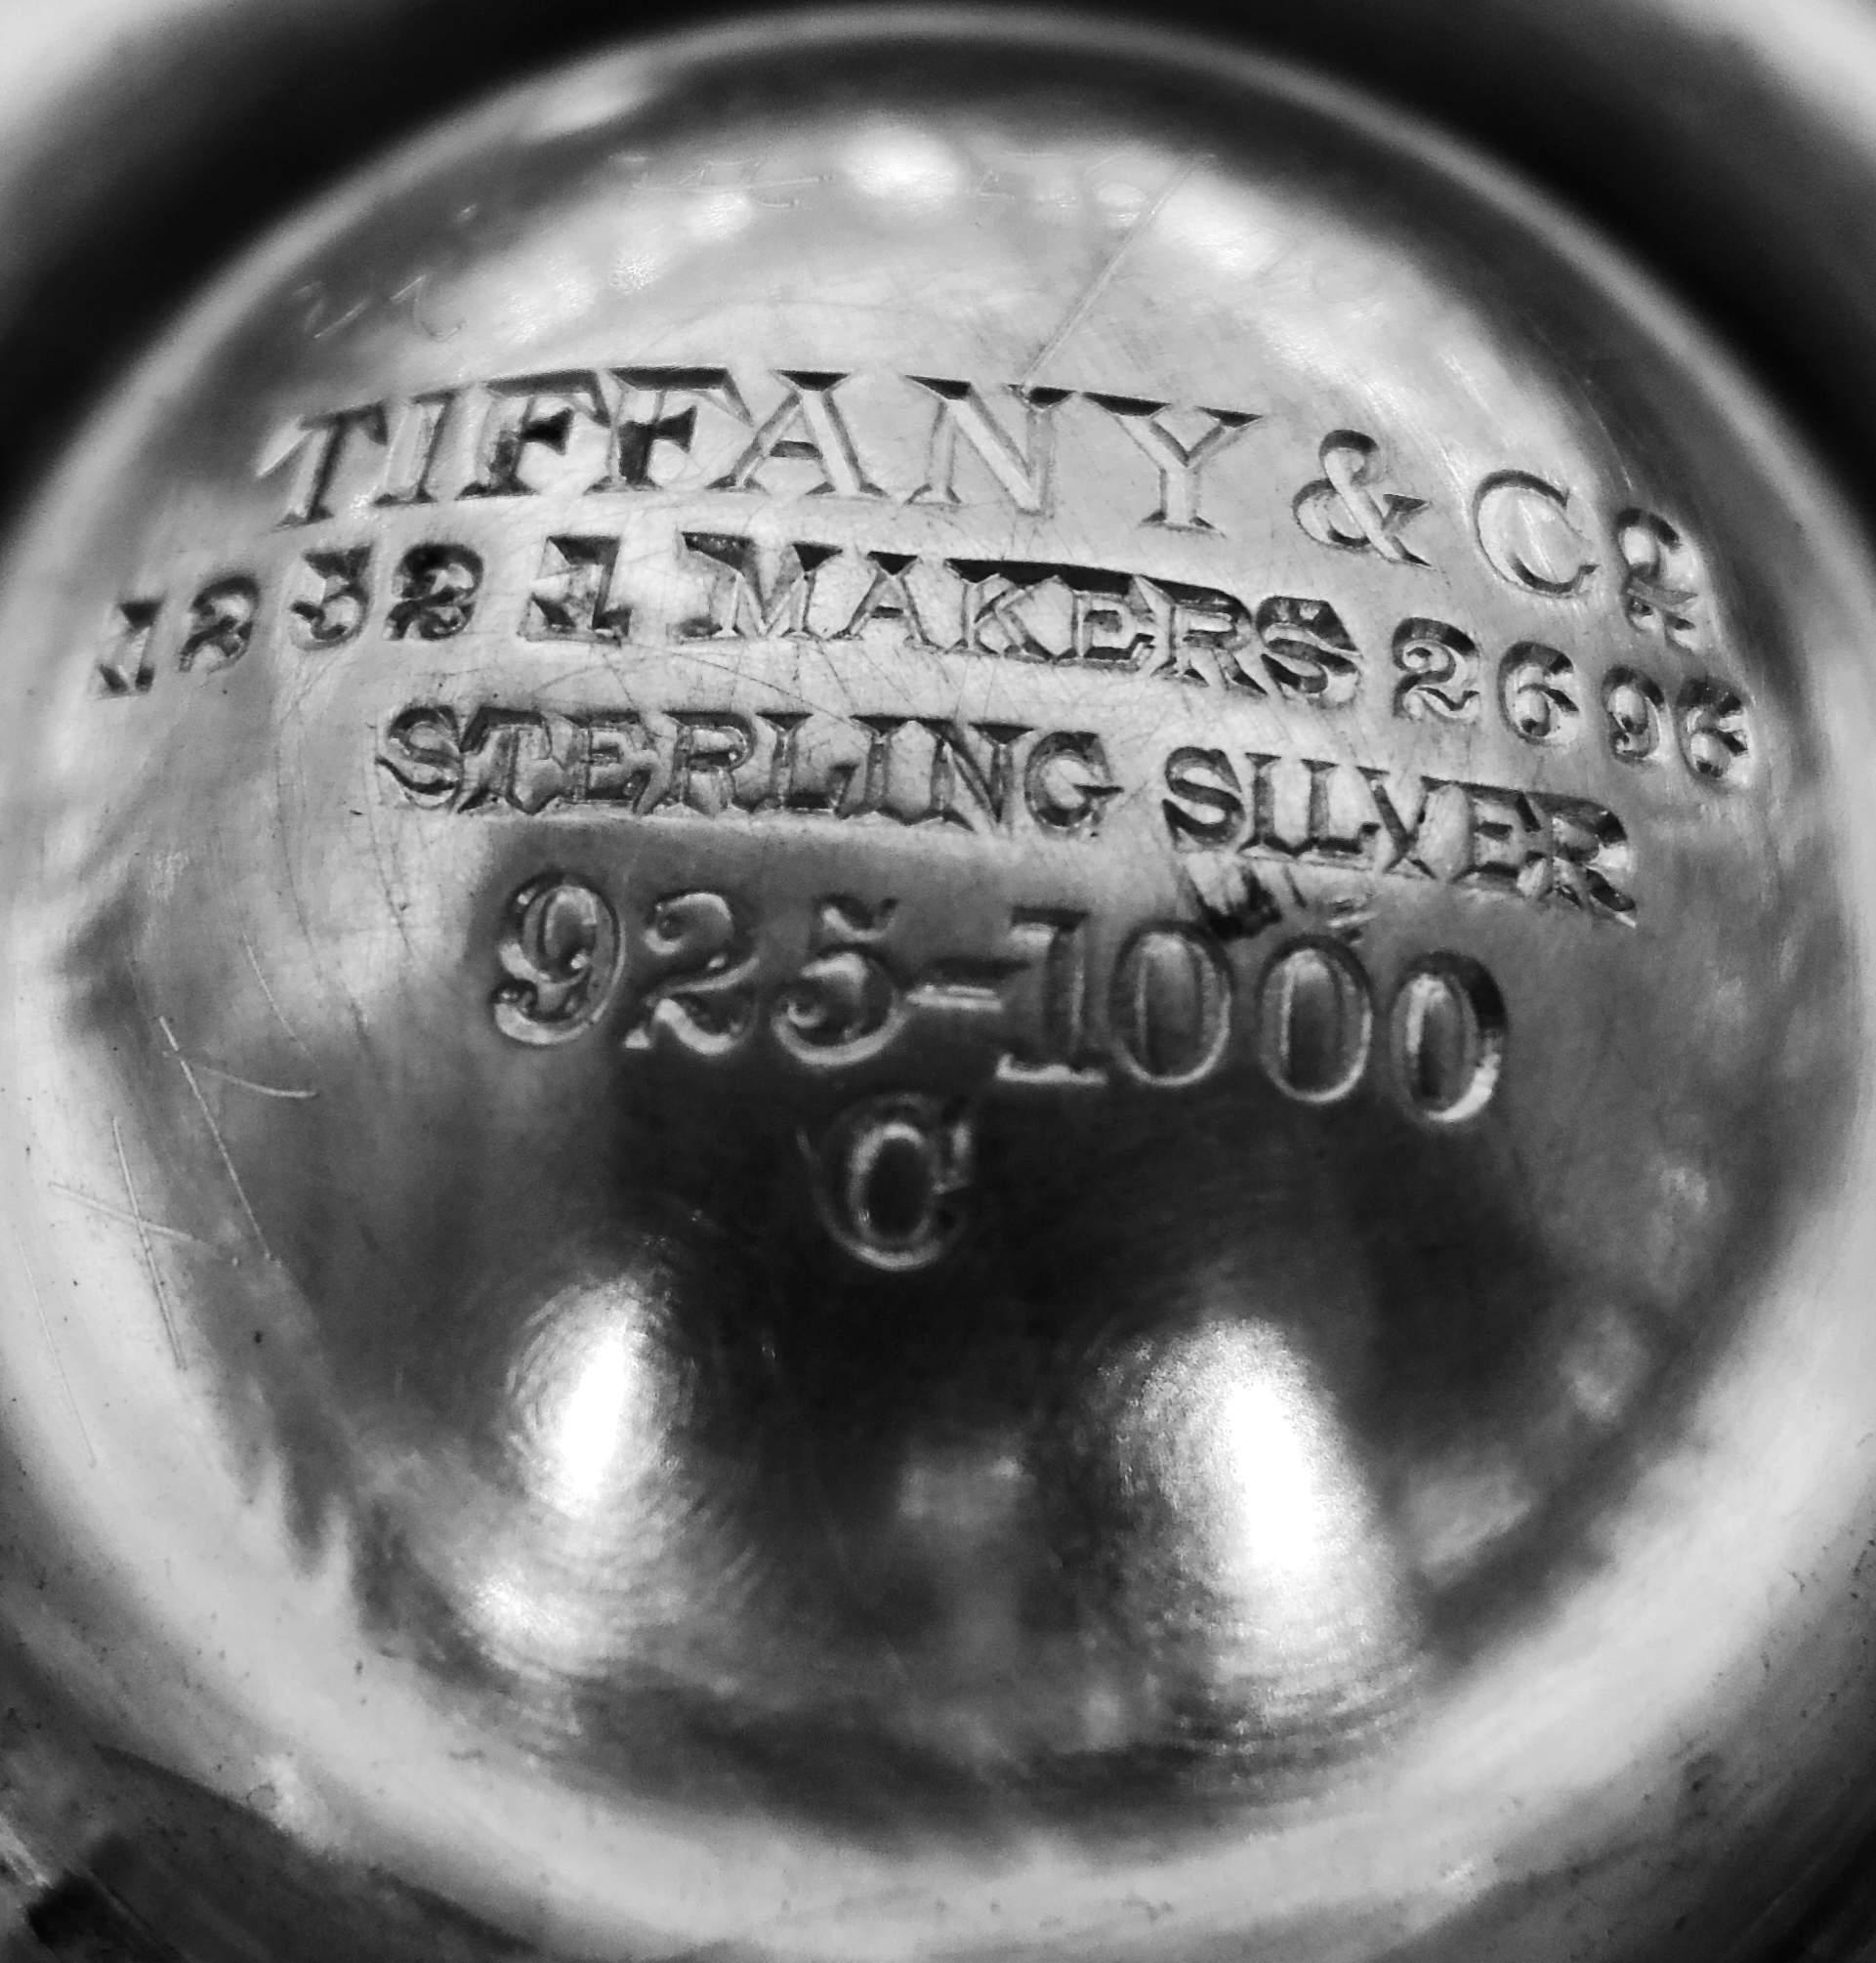 TIFFANY & Co
12321 MAKERS 2696
STERLING SILVER
925-1000
C